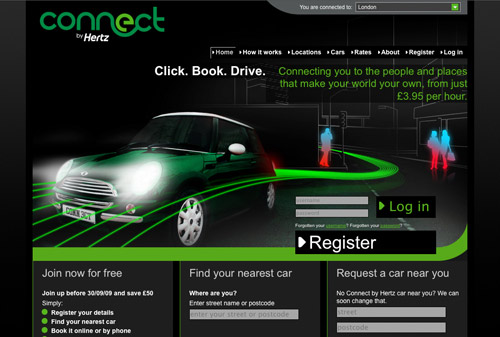 You are connected to: London
connect
by Hertz
Home How it works Locations Cars Rates About Register Log in
Click. Book. Drive.
Connecting you to the people and places
that make your world your own, from just
£3.95 per hour.
username
password
Log in
Forgotten your username? Forgotten your password?
Register
Join now for free
Join up before 30/09/09 and save £50
Simply:
Register your details
Find your nearest car
Book it online or by phone
Find your nearest car
Where are you?
Enter street name or postcode
enter your street or postcode
Request a car near you
No Connect by Hertz car near you? We can
soon change that.
street
postcode